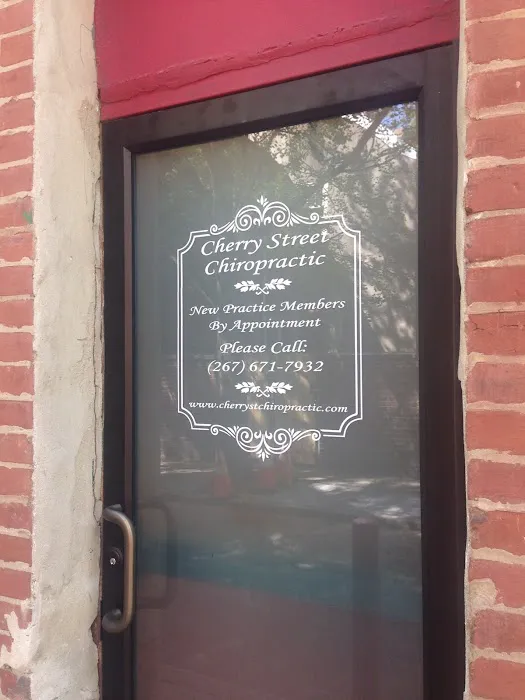 Cherry Street
Chiropractic
New Practice Members
By Appointment
Please Call:
(267) 671-7932
www.cherrystchiropractic.com